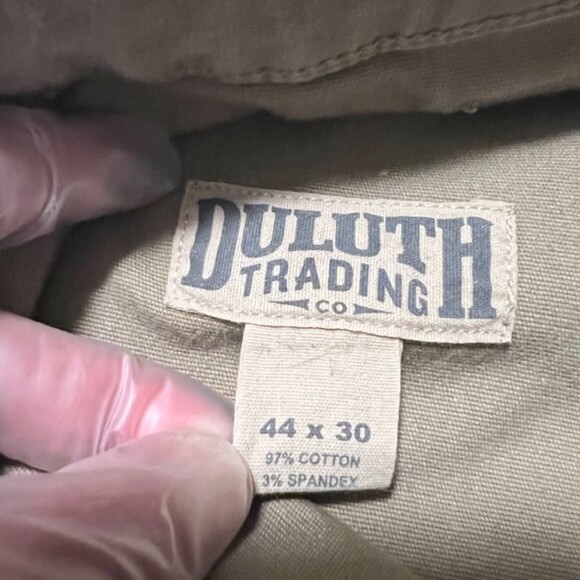 DULUTH
TRADING
CO
44 x 30
97% COTTON
3% SPANDEX